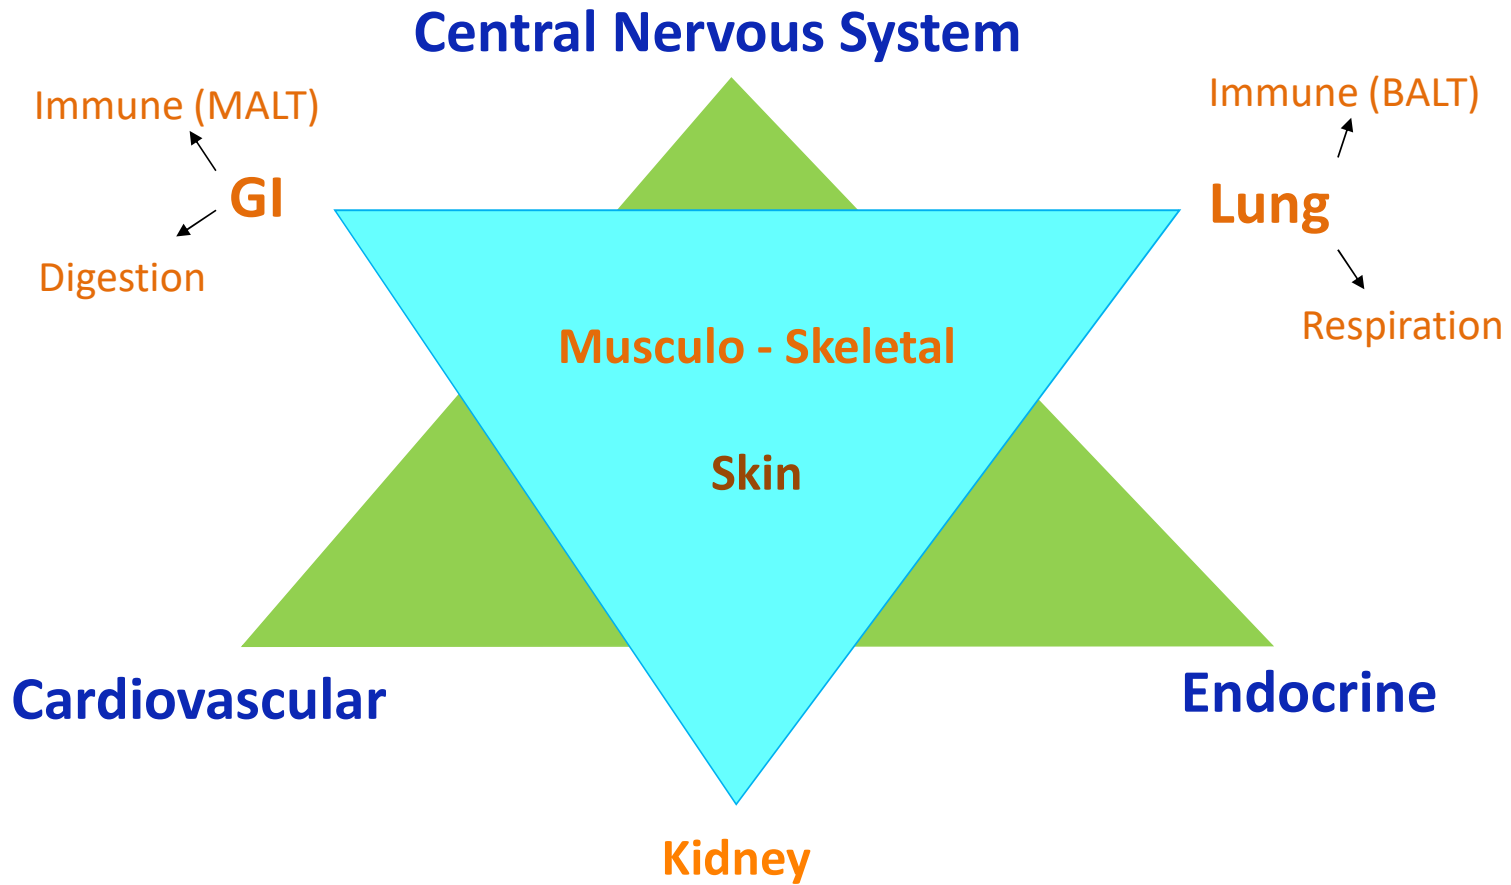 Central Nervous System
Immune (MALT)
Immune (BALT)
GI
Lung
Digestion
Respiration
Musculo - Skeletal
Skin
Cardiovascular
Endocrine
Kidney